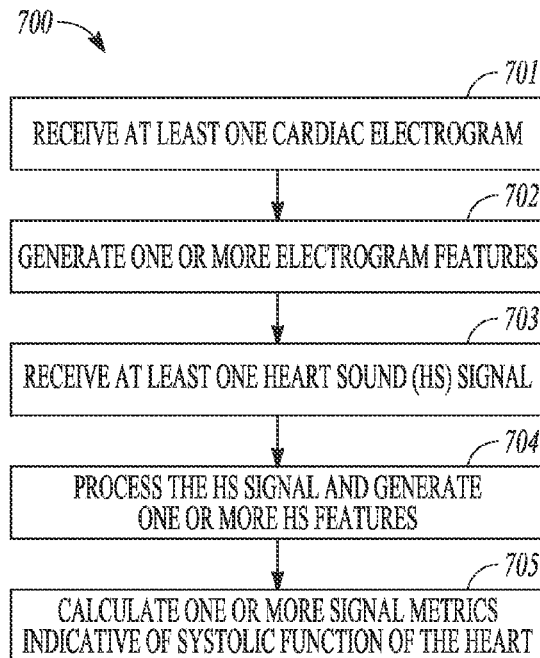 700
701
RECEIVE AT LEAST ONE CARDIAC ELECTROGRAM
702
GENERATE ONE OR MORE ELECTROGRAM FEATURES
703
RECEIVE AT LEAST ONE HEART SOUND (HS) SIGNAL
704
PROCESS THE HS SIGNAL AND GENERATE
ONE OR MORE HS FEATURES
705
CALCULATE ONE OR MORE SIGNAL METRICS
INDICATIVE OF SYSTOLIC FUNCTION OF THE HEART